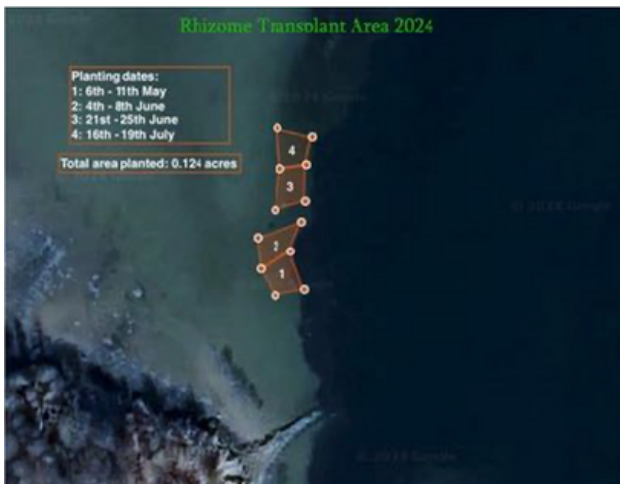 Rhizome Transplant Area 2024
Planting dates:
1: 6th - 11th May
2: 4th - 8th June
3: 21st - 25th June
4: 16th - 19th July
Total area planted: 0.124 acres
4
3
2
1